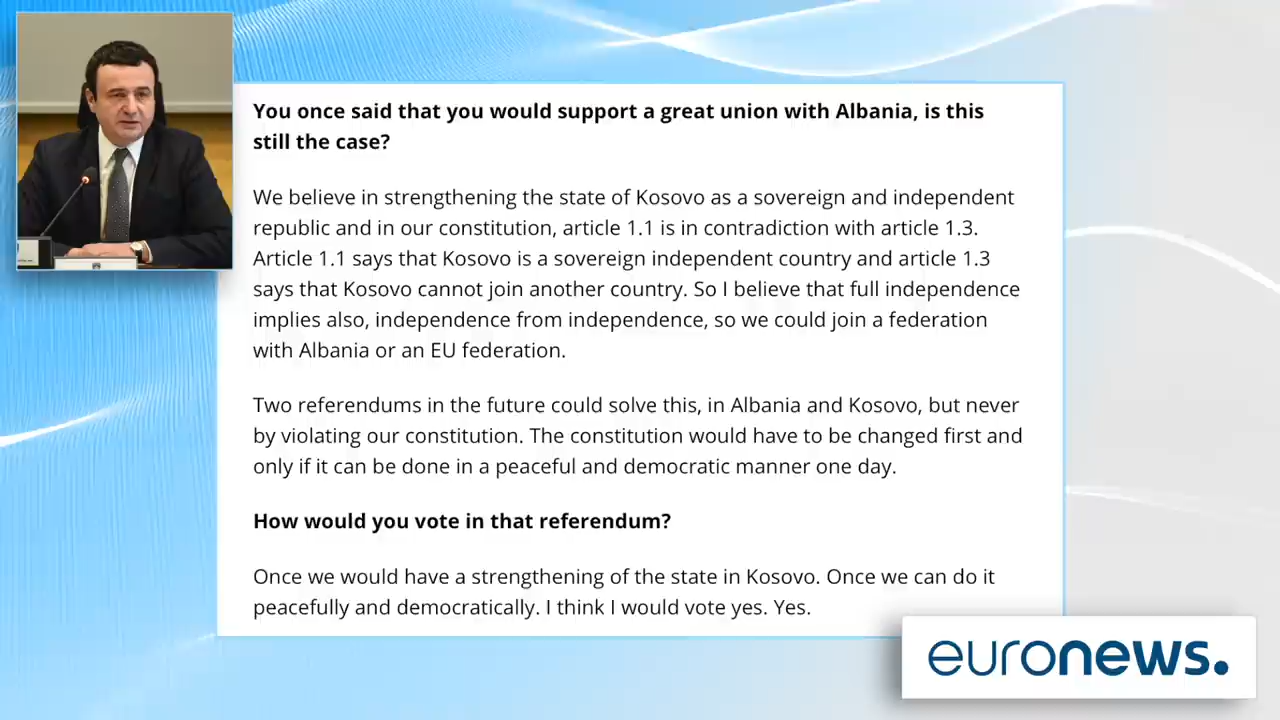 You once said that you would support a great union with Albania, is this
still the case?
We believe in strengthening the state of Kosovo as a sovereign and independent
republic and in our constitution, article 1.1 is in contradiction with article 1.3.
Article 1.1 says that Kosovo is a sovereign independent country and article 1.3
says that Kosovo cannot join another country. So I believe that full independence
implies also, independence from independence, so we could join a federation
with Albania or an EU federation.
Two referendums in the future could solve this, in Albania and Kosovo, but never
by violating our constitution. The constitution would have to be changed first and
only if it can be done in a peaceful and democratic manner one day.
How would you vote in that referendum?
Once we would have a strengthening of the state in Kosovo. Once we can do it
peacefully and democratically. I think I would vote yes. Yes.
euronews.